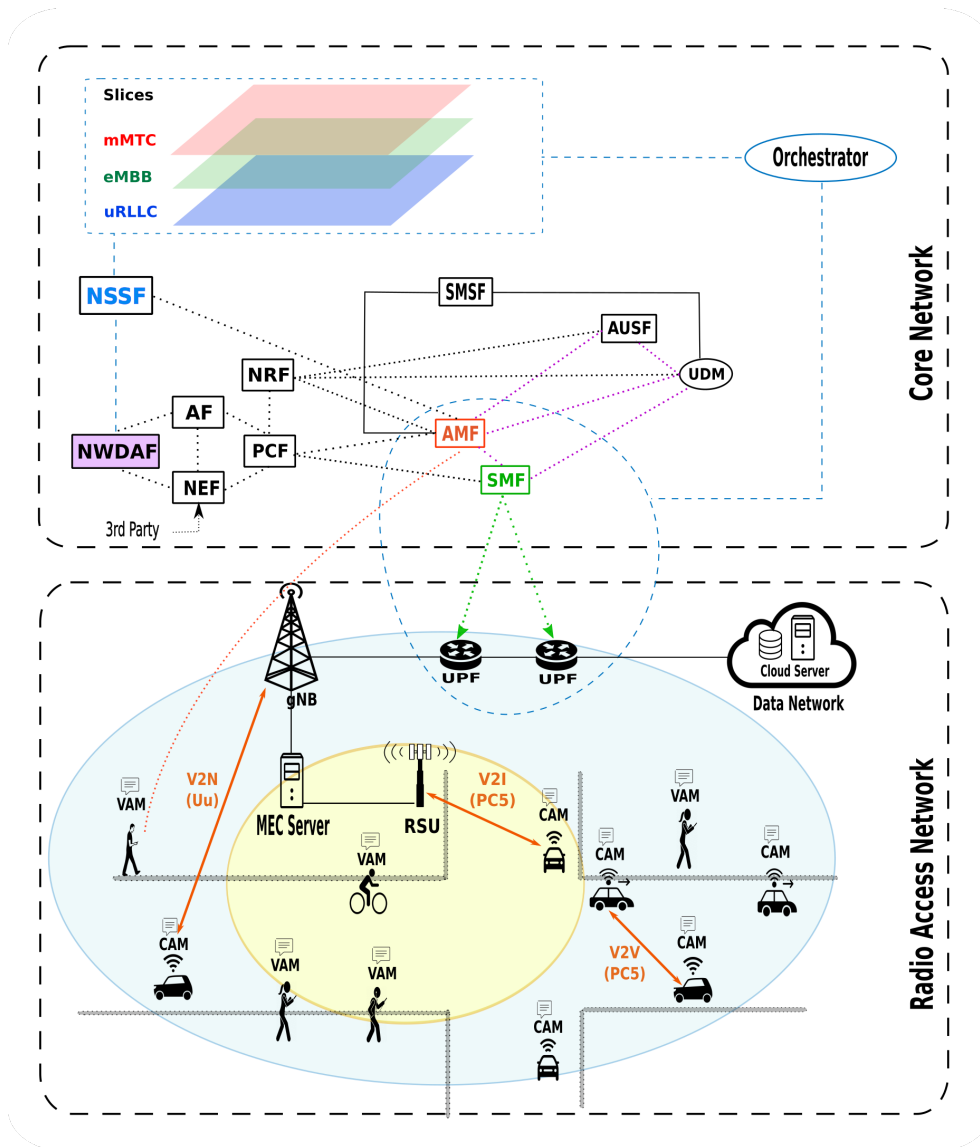 Slices
mMTC
eMBB
uRLLC
Orchestrator
Core Network
NSSF
SMSF
AUSF
NRF
UDM
AF
AMF
NWDAF
PCF
SMF
NEF
3rd Party
gNB
UPF
UPF
Cloud Server
Data Network
Radio Access Network
V2N
(Uu)
V2I
(PC5)
VAM
MEC Server
RSU
CAM
VAM
CAM
CAM
VAM
CAM
CAM
V2V
(PC5)
VAM
VAM
CAM